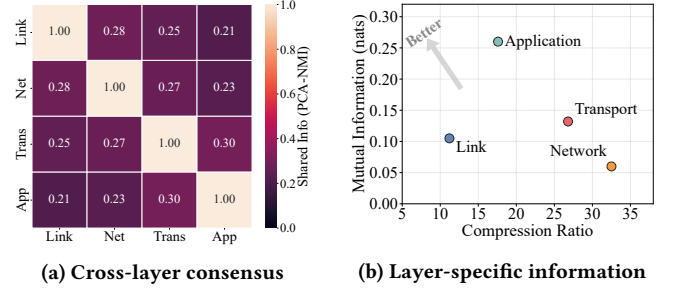 Link
Net
Trans
App
1.00 0.28 0.25 0.21
0.28 1.00 0.27 0.23
0.25 0.27 1.00 0.30
0.21 0.23 0.30 1.00
Link Net Trans App
1.0
0.8
0.6
0.4
0.2
0.0
Shared Info (PCA-NMI)
(a) Cross-layer consensus
Mutual Information (nats)
0.30
0.25
0.20
0.15
0.10
0.05
0.00
Better
Application
Transport
Link
Network
5 10 15 20 25 30 35
Compression Ratio
(b) Layer-specific information